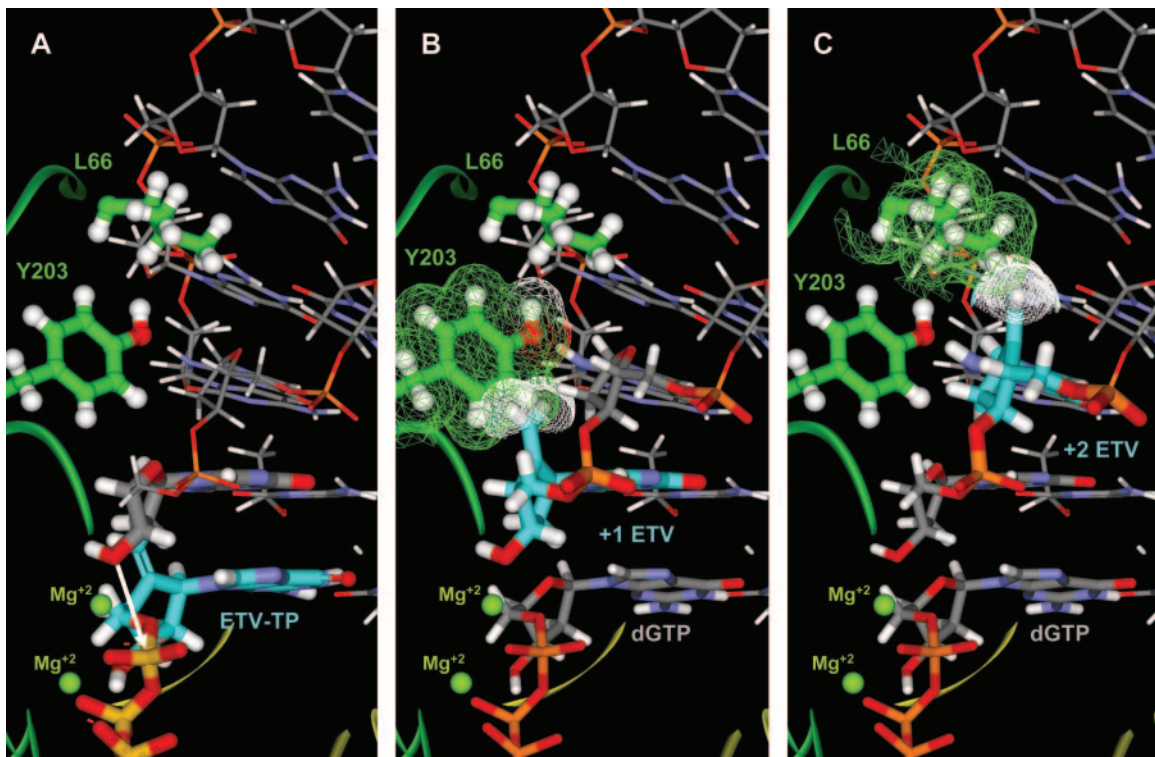 A
L66
Y203
Mg+2
ETV-TP
Mg+2
B
L66
Y203
+1 ETV
Mg+2
dGTP
Mg+2
C
L66
Y203
+2 ETV
Mg+2
dGTP
Mg+2